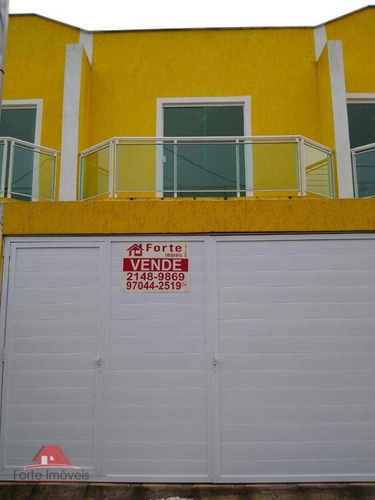 Forte
imóveis
VENDE
2148-9869
97044-2519
Forte Imóveis